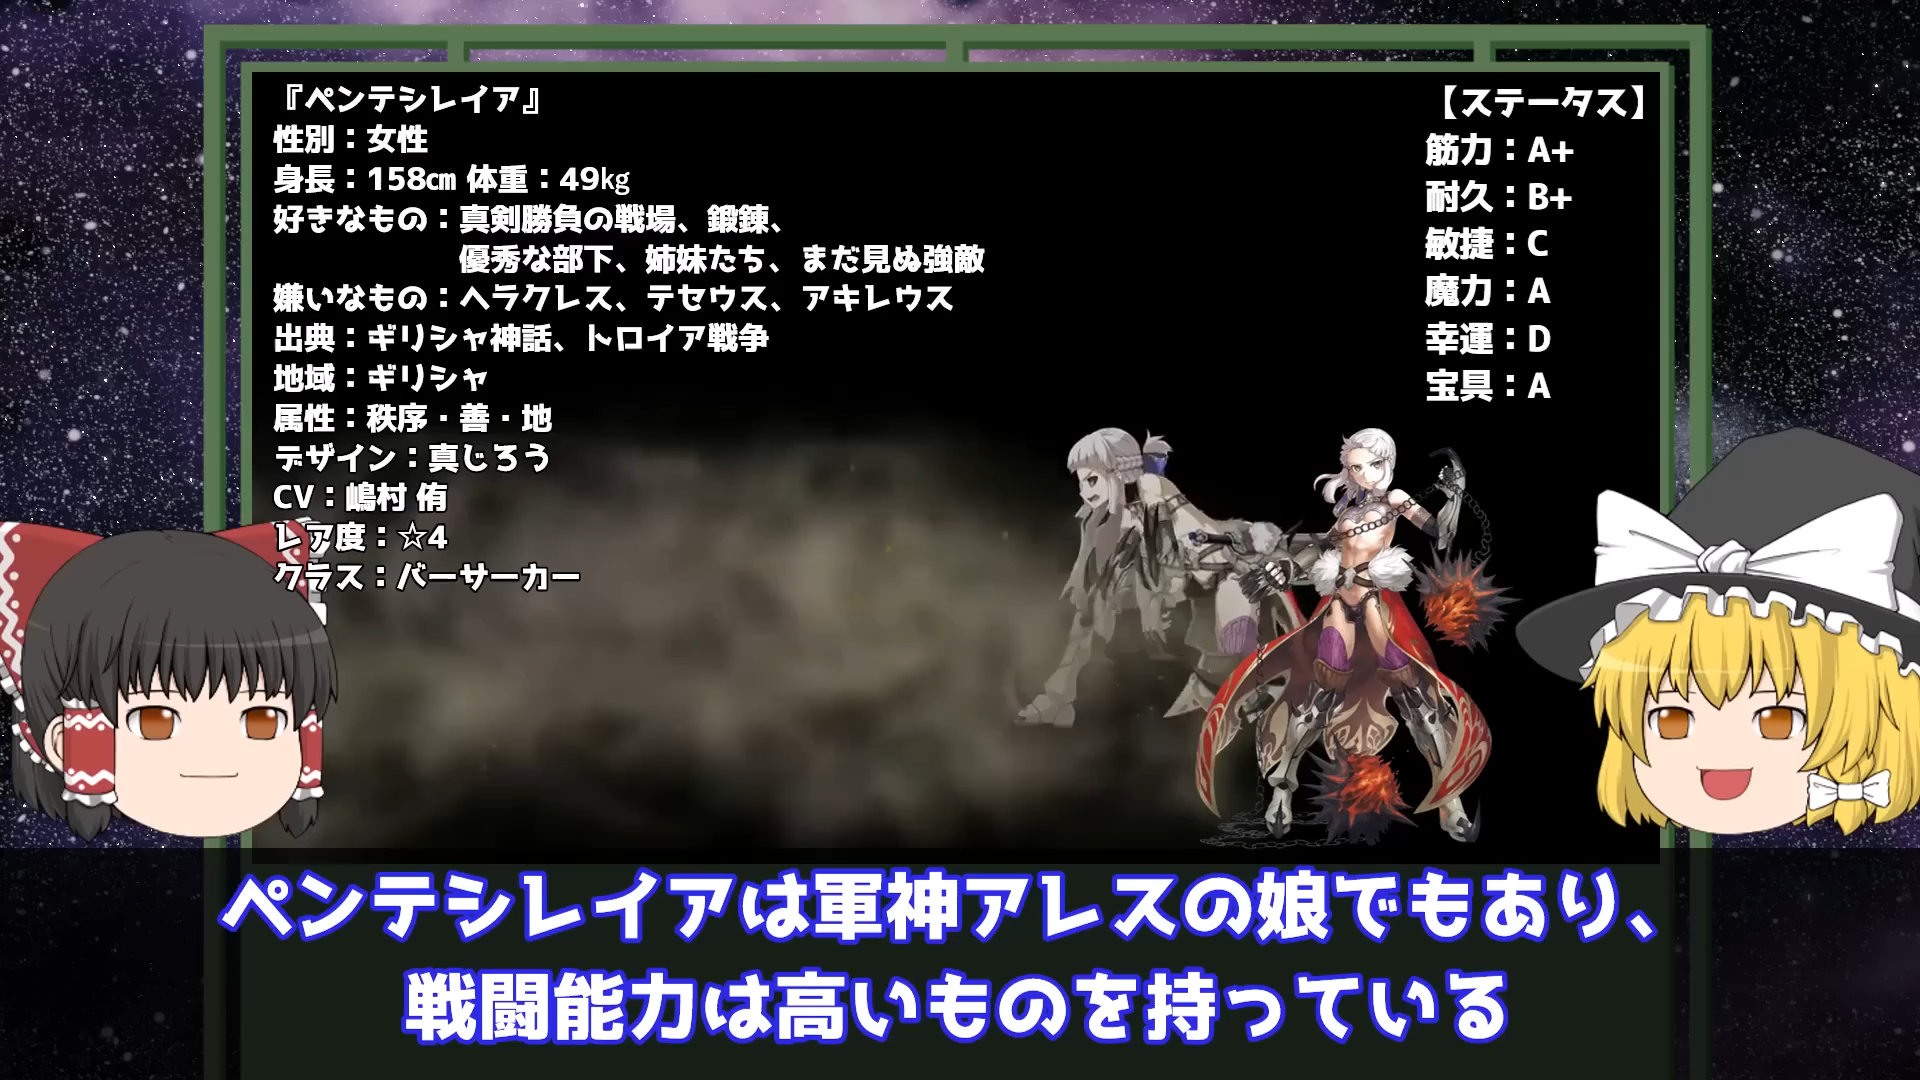 『ペンテシレイア』
性別：女性
身長：158㎝ 体重：49㎏
好きなもの：真剣勝負の戦場、鍛錬、
優秀な部下、姉妹たち、まだ見ぬ強敵
嫌いなもの：ヘラクレス、テセウス、アキレウス
出典：ギリシャ神話、トロイア戦争
地域：ギリシャ
属性：秩序・善・地
デザイン：真じろう
CV：嶋村 侑
レア度：☆4
クラス：バーサーカー
【ステータス】
筋力：A+
耐久：B+
敏捷：C
魔力：A
幸運：D
宝具：A
ペンテシレイアは軍神アレスの娘でもあり、
戦闘能力は高いものを持っている